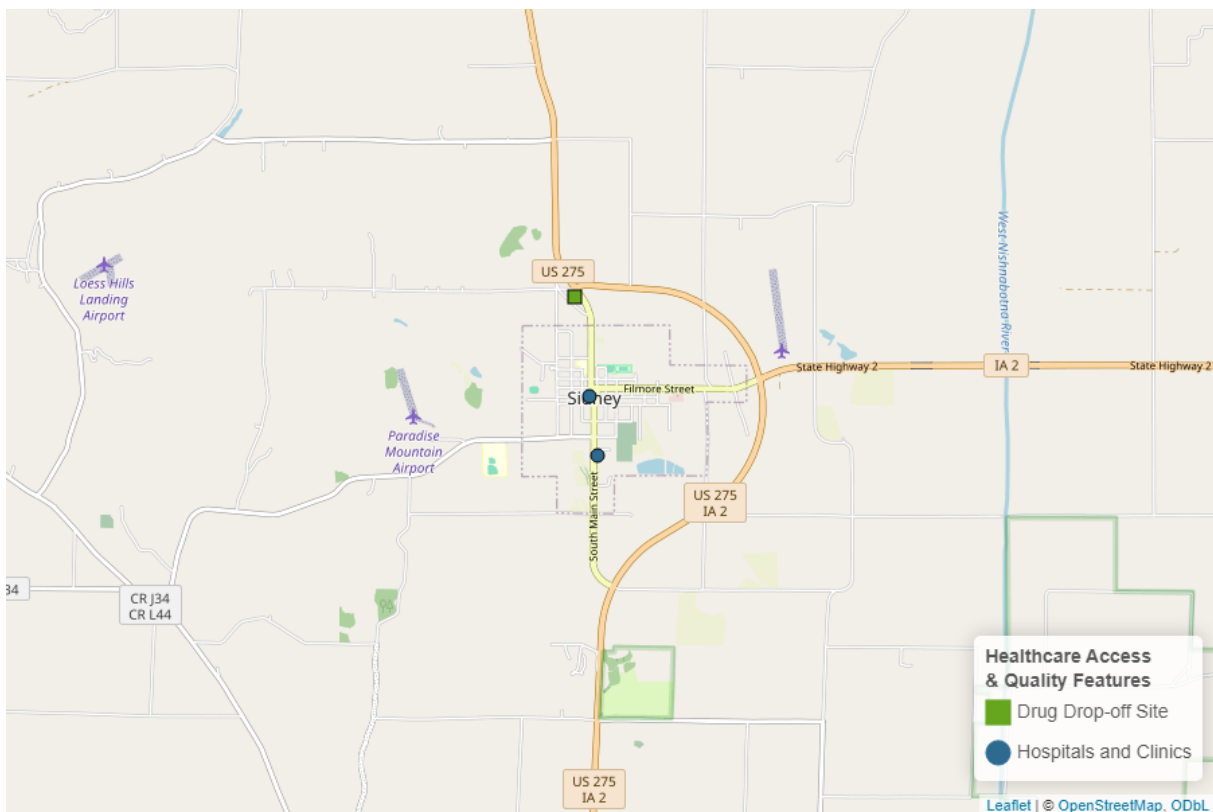 US 275
Loess Hills
Landing
Airport
West Nishnabotna River
State Highway 2
IA 2
State Highway 2
Filmore Street
Sidney
Paradise
Mountain
Airport
US 275
IA 2
South Main Street
34
CR J34
CR L44
US 275
IA 2
Healthcare Access
& Quality Features
Drug Drop-off Site
Hospitals and Clinics
Leaflet | © OpenStreetMap, ODbL